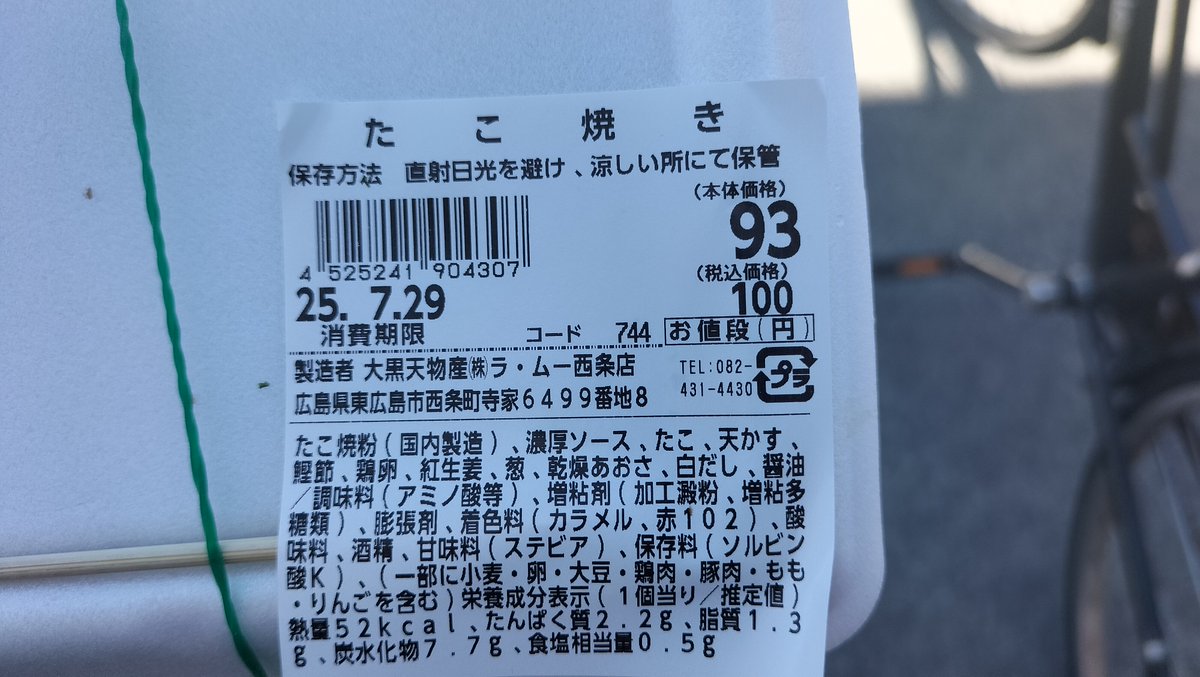 たこ焼き
保存方法 直射日光を避け、涼しい所にて保管
(本体価格)
93
4 525241 904307
(税込価格)
25. 7.29
100
消費期限 コード 744 お値段(円)
製造者 大黒天物産㈱ラ・ムー西条店
広島県東広島市西条町寺家6499番地8
TEL:082-
431-4430
プラ
たこ焼粉(国内製造)、濃厚ソース、たこ、天かす、
鰹節、鶏卵、紅生姜、葱、乾燥あおさ、白だし、醤油
/調味料(アミノ酸等)、増粘剤(加工澱粉、増粘多
糖類)、膨張剤、着色料(カラメル、赤102)、酸
味料、酒精、甘味料(ステビア)、保存料(ソルビン
酸K)、(一部に小麦・卵・大豆・鶏肉・豚肉・もも
・りんごを含む)栄養成分表示(1個当り/推定値)
熱量52kcal、たんぱく質2.2g、脂質1.3
g、炭水化物7.7g、食塩相当量0.5g